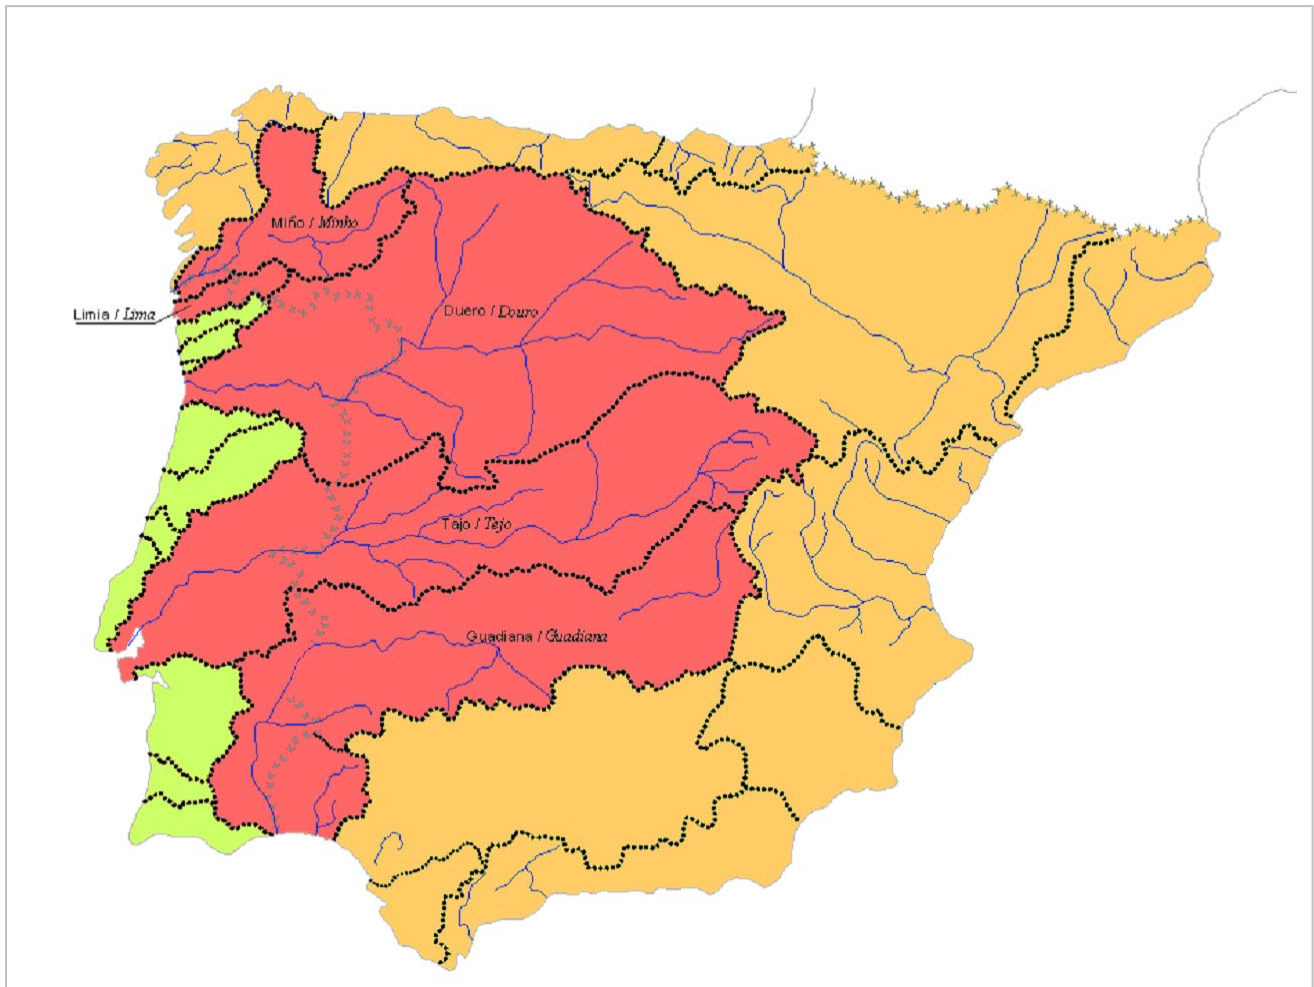 Miño / Minho
Limia / Lima
Duero / Douro
Tajo / Tejo
Guadiana / Guadiana